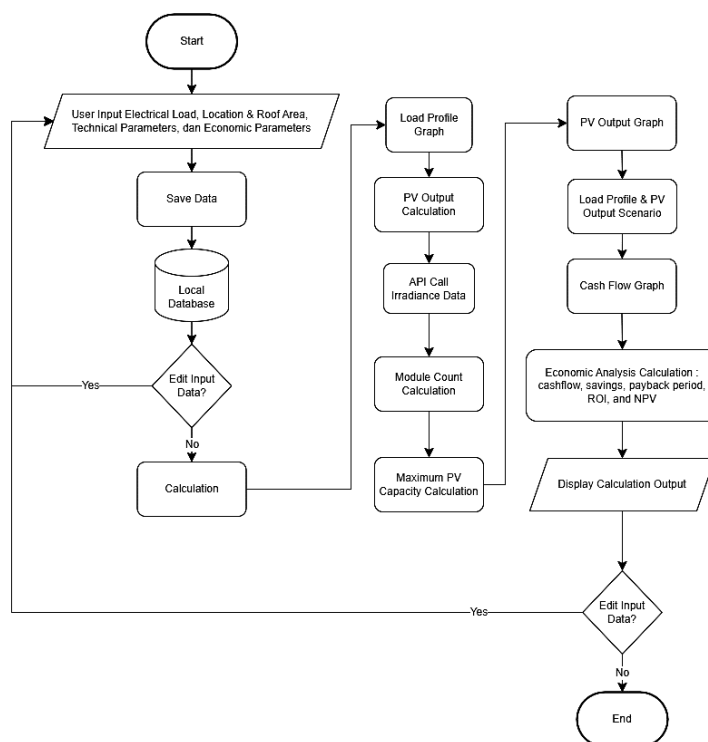 Start
User Input Electrical Load, Location & Roof Area,
Technical Parameters, dan Economic Parameters
Save Data
Local
Database
Edit Input
Data?
Yes
No
Calculation
Load Profile
Graph
PV Output
Calculation
API Call
Irradiance Data
Module Count
Calculation
Maximum PV
Capacity Calculation
PV Output Graph
Load Profile & PV
Output Scenario
Cash Flow Graph
Economic Analysis Calculation :
cashflow, savings, payback period,
ROI, and NPV
Display Calculation Output
Edit Input
Data?
Yes
No
End